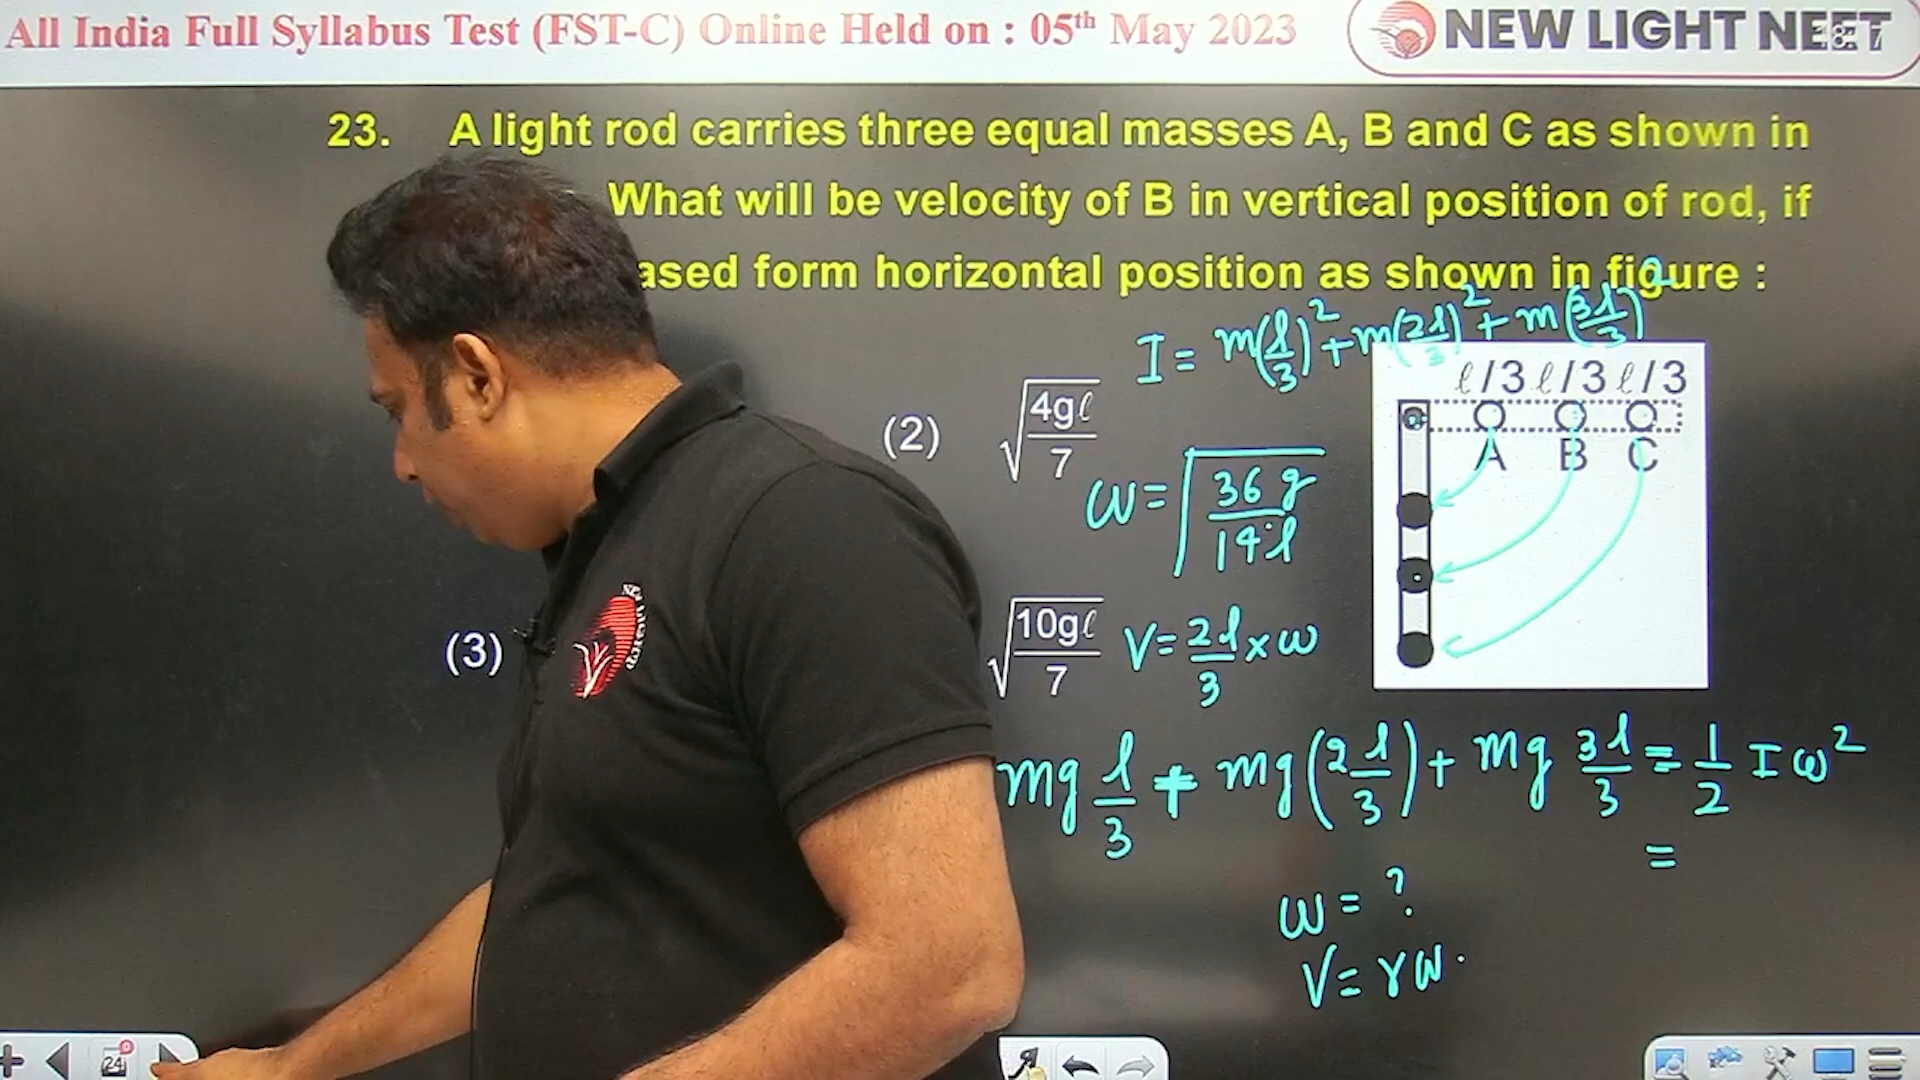 All India Full Syllabus Test (FST-C) Online Held on : 05th May 2023
NEW LIGHT NEET
23. A light rod carries three equal masses A, B and C as shown in
What will be velocity of B in vertical position of rod, if
ased form horizontal position as shown in figure :
I = m(l/3)² + m(2l/3)² + m(3l/3)²
ℓ/3 ℓ/3 ℓ/3
A B C
(2) √(4gℓ/7)
ω = √(36g/14l)
(3)
√(10gℓ/7)
V = 2l/3 × ω
mg l/3 + mg(2l/3) + mg 3l/3 = 1/2 I ω²
=
ω = ?
V = rω.
24